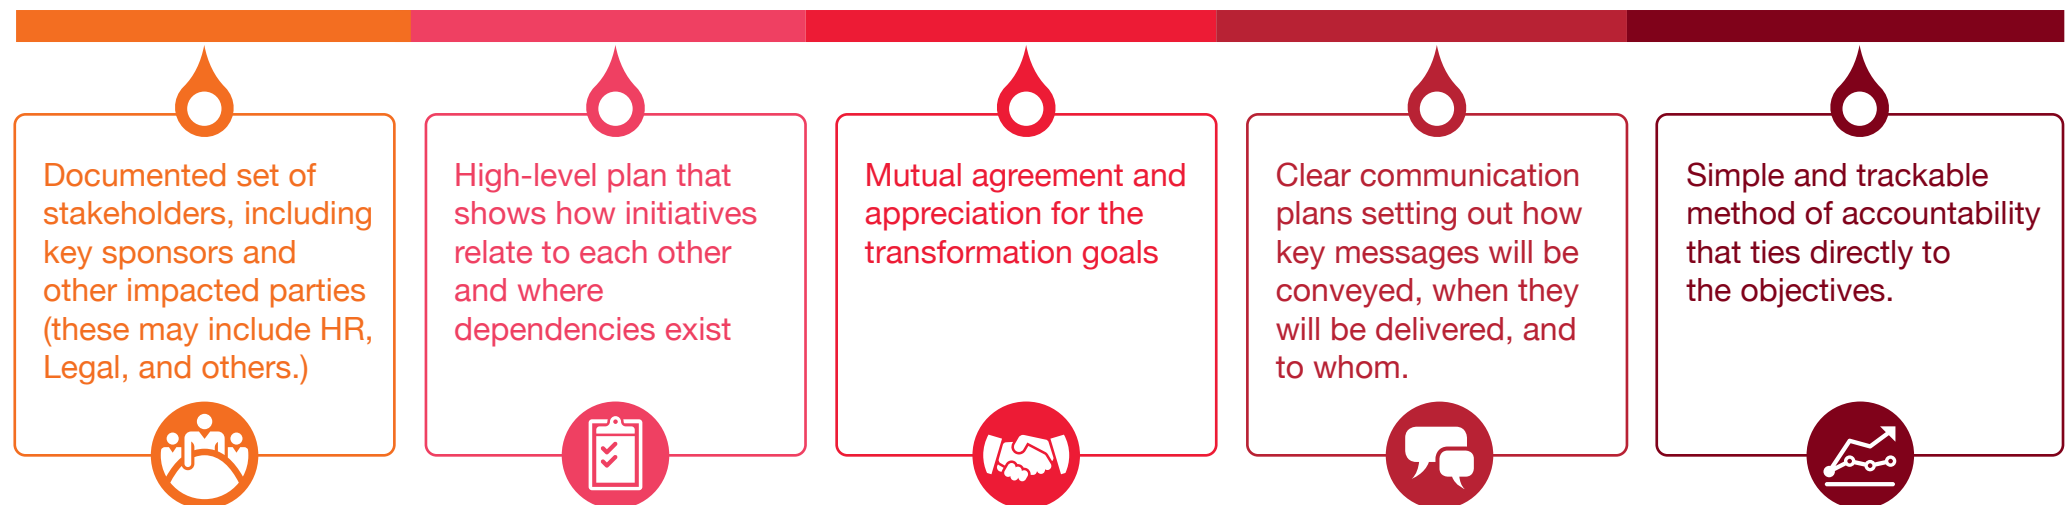 Documented set of
stakeholders, including
key sponsors and
other impacted parties
(these may include HR,
Legal, and others.)
High-level plan that
shows how initiatives
relate to each other
and where
dependencies exist
Mutual agreement and
appreciation for the
transformation goals
Clear communication
plans setting out how
key messages will be
conveyed, when they
will be delivered, and
to whom.
Simple and trackable
method of accountability
that ties directly to
the objectives.